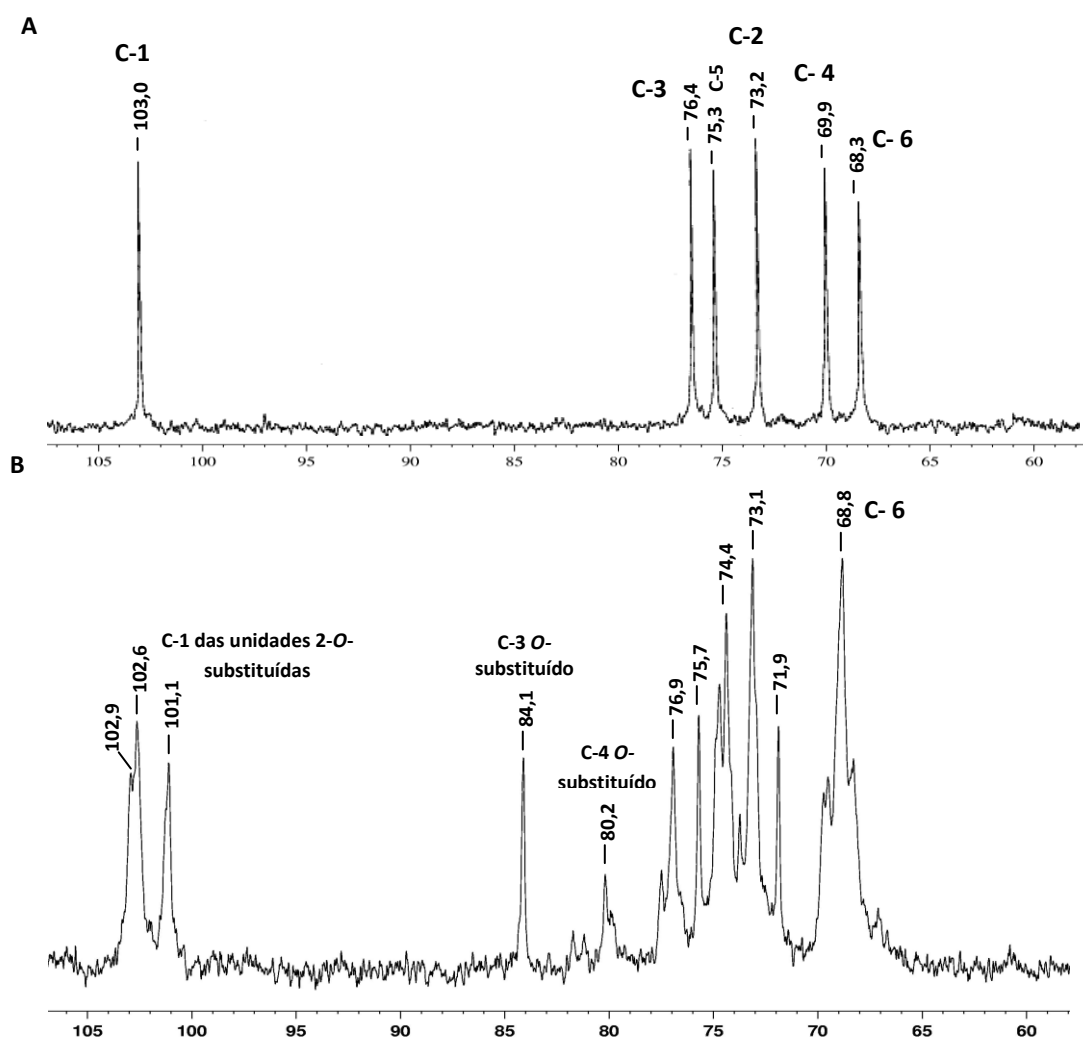 A
C-1
103,0
C-3
76,4
75,3 C-5
C-2
73,2
C- 4
69,9
C- 6
68,3
105 100 95 90 85 80 75 70 65 60
B
102,9
102,6
C-1 das unidades 2-O-
substituídas
101,1
C-3 O-
substituído
84,1
C-4 O-
substituído
80,2
76,9
75,7
74,4
73,1
71,9
68,8
C- 6
105 100 95 90 85 80 75 70 65 60